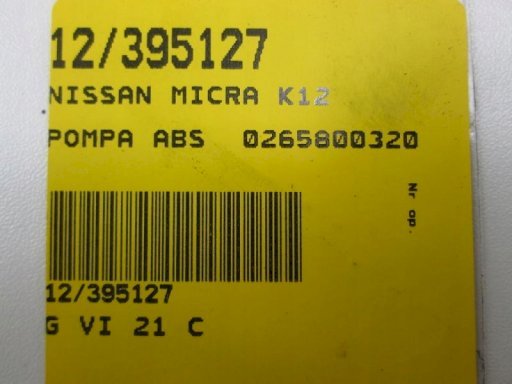 12/395127
NISSAN MICRA K12
POMPA ABS 0265800320
Nr op.
12/395127
G VI 21 C